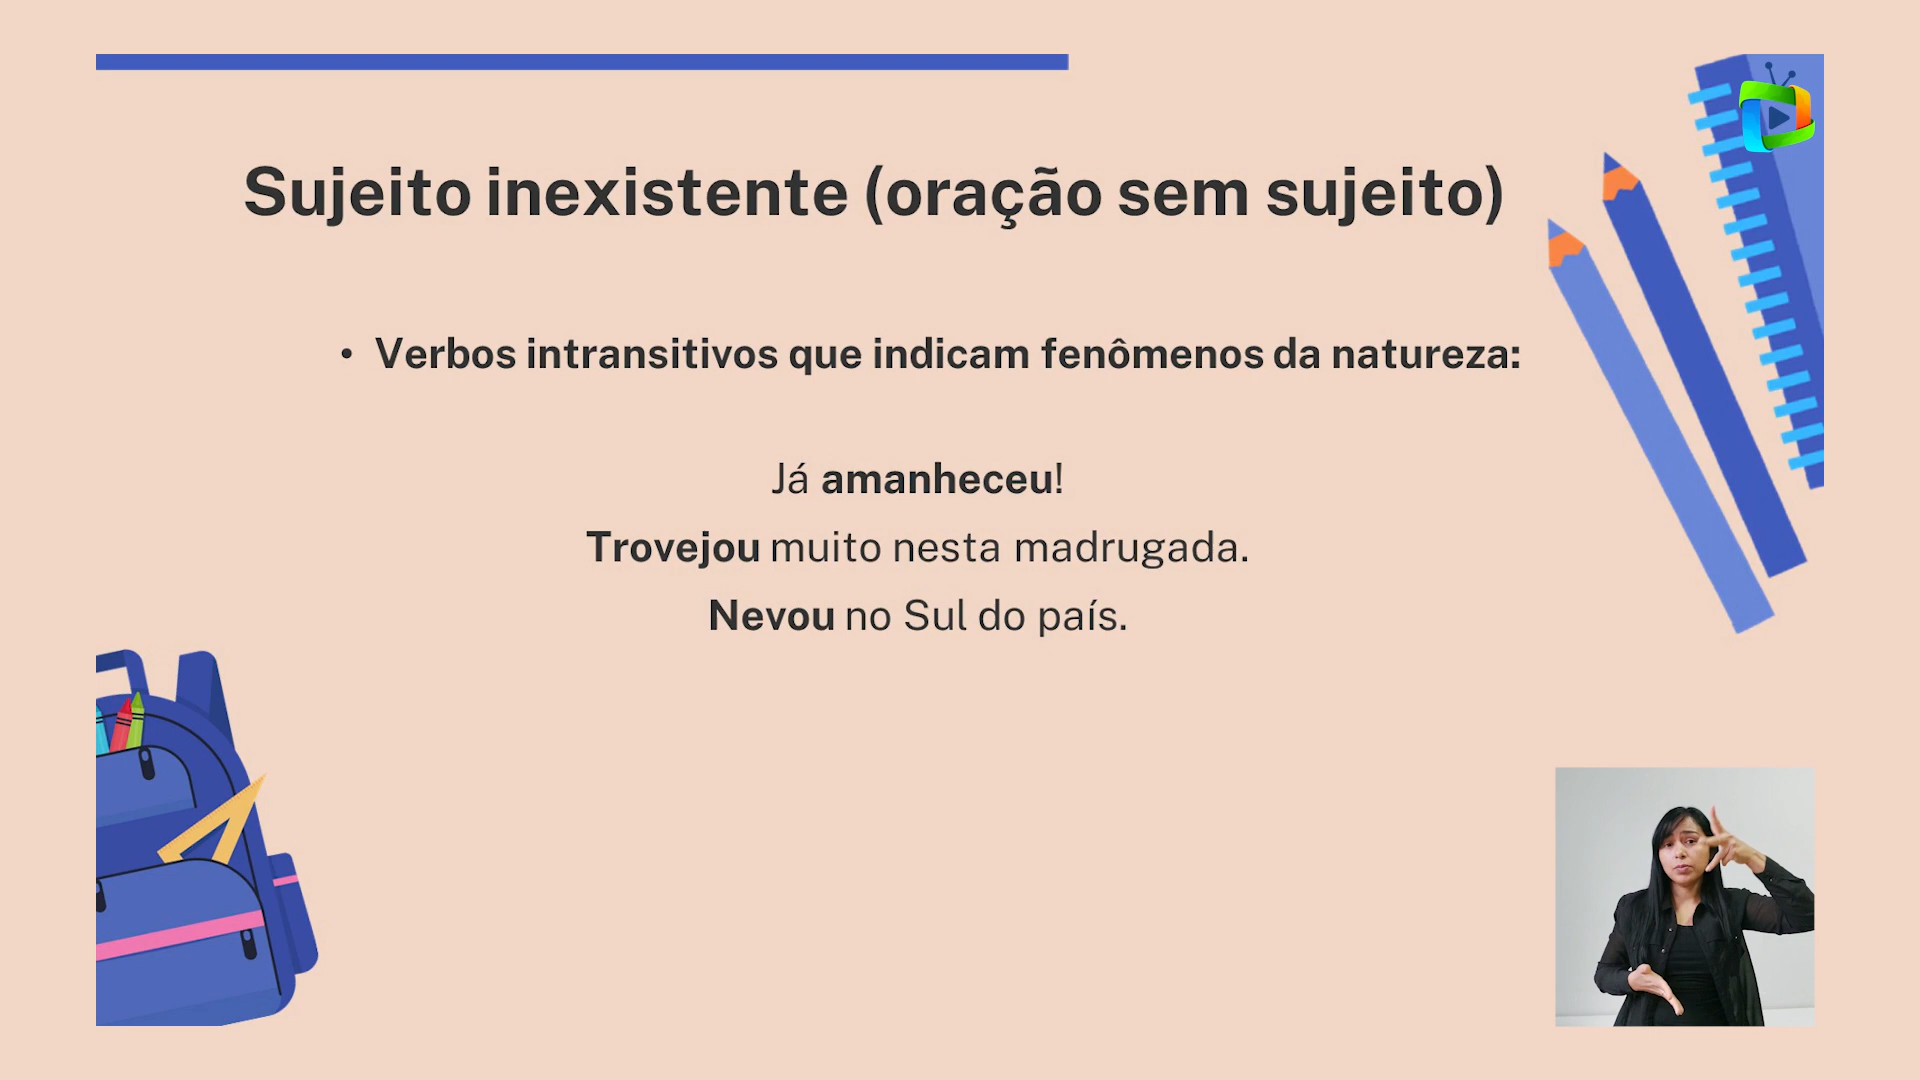 Sujeito inexistente (oração sem sujeito)
• Verbos intransitivos que indicam fenômenos da natureza:
Já amanheceu!
Trovejou muito nesta madrugada.
Nevou no Sul do país.